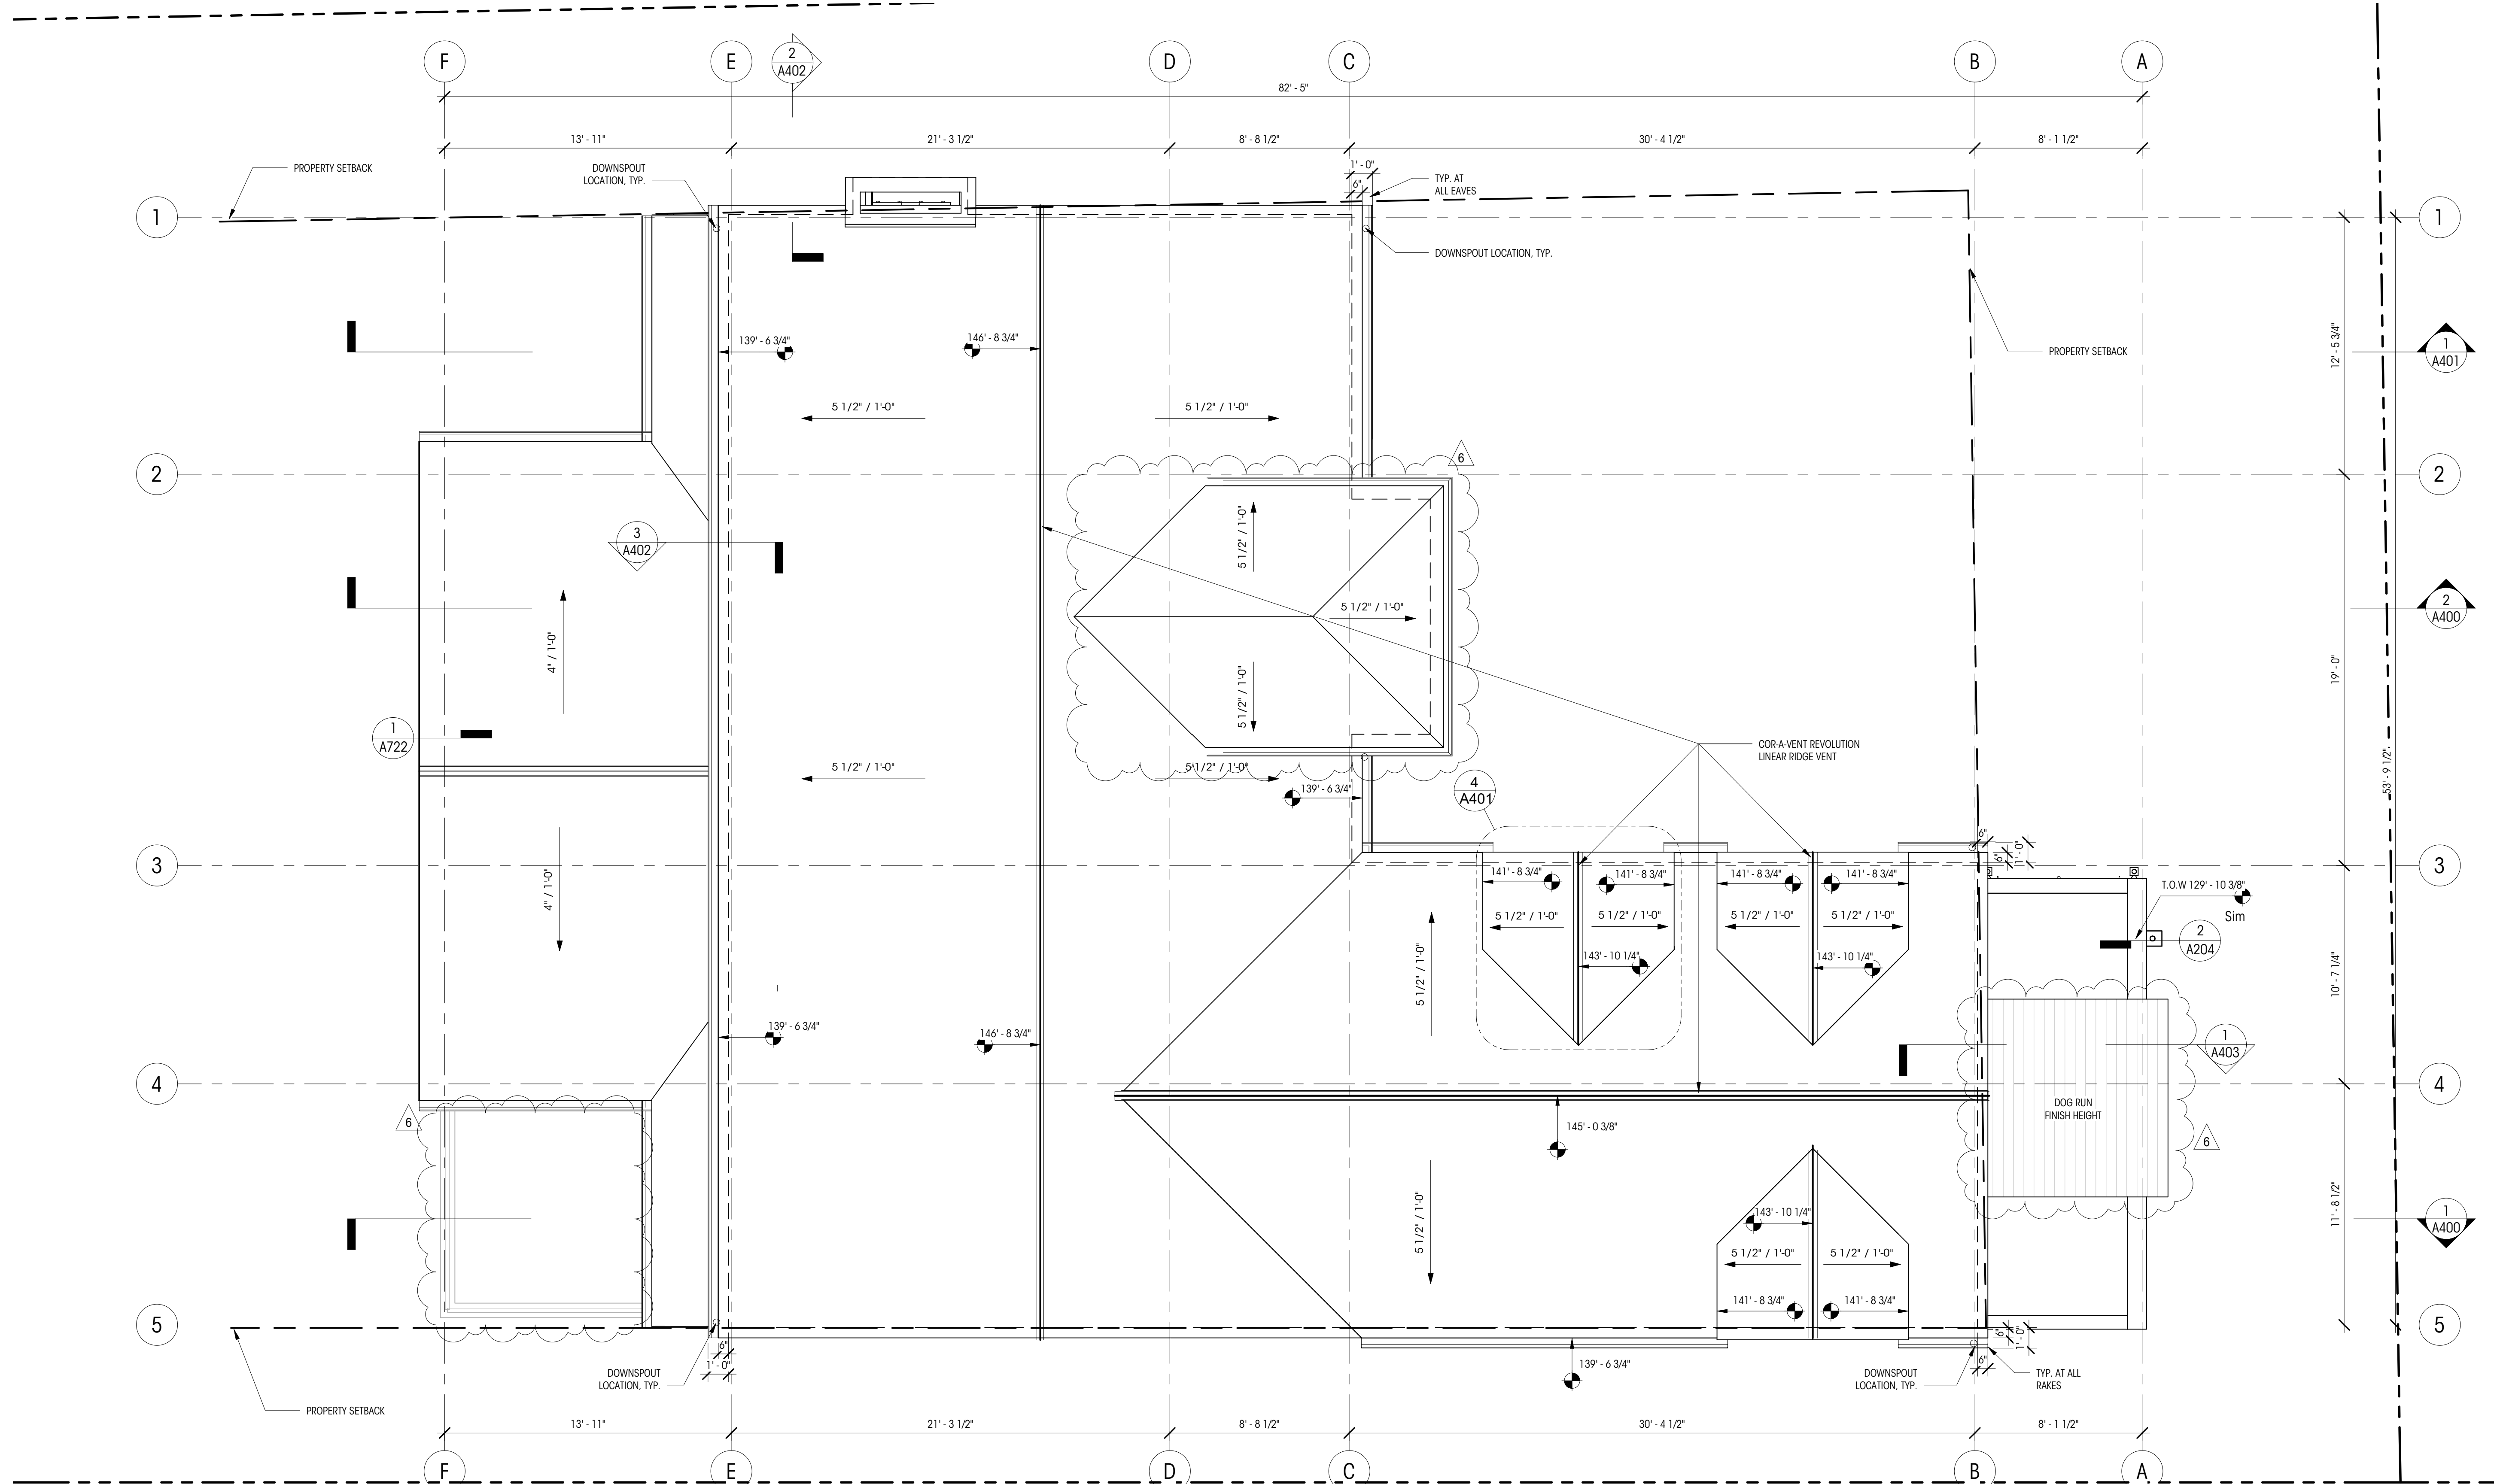 F
E
2
A402
D
C
B
A
82' - 5"
13' - 11"
21' - 3 1/2"
8' - 8 1/2"
30' - 4 1/2"
8' - 1 1/2"
PROPERTY SETBACK
DOWNSPOUT
LOCATION, TYP.
1' - 0"
6"
TYP. AT
ALL EAVES
1
1
DOWNSPOUT LOCATION, TYP.
139' - 6 3/4"
146' - 8 3/4"
PROPERTY SETBACK
12' - 5 3/4"
1
A401
5 1/2" / 1'-0"
5 1/2" / 1'-0"
6
2
2
3
A402
5 1/2" / 1'-0"
5 1/2" / 1'-0"
5 1/2" / 1'-0"
2
A400
4" / 1'-0"
19' - 0"
1
A722
COR-A-VENT REVOLUTION
LINEAR RIDGE VENT
53' - 9 1/2"
5 1/2" / 1'-0"
5 1/2" / 1'-0"
139' - 6 3/4"
4
A401
6"
6"
1' - 0"
3
3
4" / 1'-0"
141' - 8 3/4"
141' - 8 3/4"
141' - 8 3/4"
141' - 8 3/4"
T.O.W 129' - 10 3/8"
Sim
5 1/2" / 1'-0"
5 1/2" / 1'-0"
5 1/2" / 1'-0"
5 1/2" / 1'-0"
2
A204
5 1/2" / 1'-0"
143' - 10 1/4"
143' - 10 1/4"
10' - 7 1/4"
139' - 6 3/4"
146' - 8 3/4"
1
A403
4
4
6
DOG RUN
FINISH HEIGHT
145' - 0 3/8"
6
5 1/2" / 1'-0"
143' - 10 1/4"
11' - 8 1/2"
1
A400
5 1/2" / 1'-0"
5 1/2" / 1'-0"
141' - 8 3/4"
141' - 8 3/4"
5
5
6"
1' - 0"
6"
1' - 0"
6"
139' - 6 3/4"
DOWNSPOUT
LOCATION, TYP.
DOWNSPOUT
LOCATION, TYP.
TYP. AT ALL
RAKES
PROPERTY SETBACK
13' - 11"
21' - 3 1/2"
8' - 8 1/2"
30' - 4 1/2"
8' - 1 1/2"
F
E
D
C
B
A